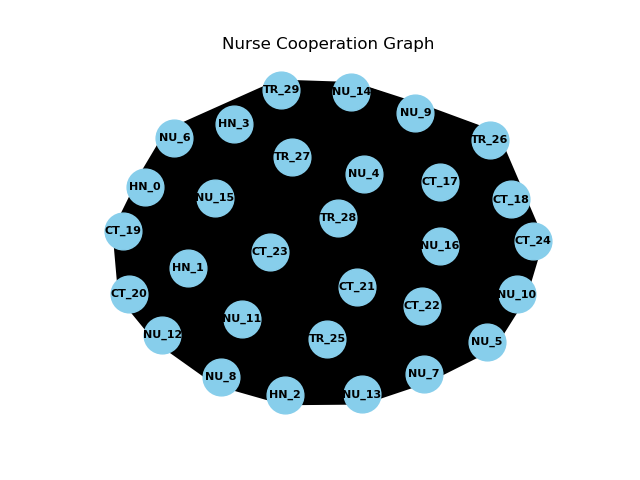 Nurse Cooperation Graph
TR_29
NU_14
NU_9
HN_3
NU_6
TR_26
TR_27
NU_4
CT_17
HN_0
NU_15
CT_18
TR_28
CT_19
CT_24
NU_16
CT_23
HN_1
CT_21
CT_20
NU_10
CT_22
NU_11
NU_12
TR_25
NU_5
NU_7
NU_8
HN_2
NU_13